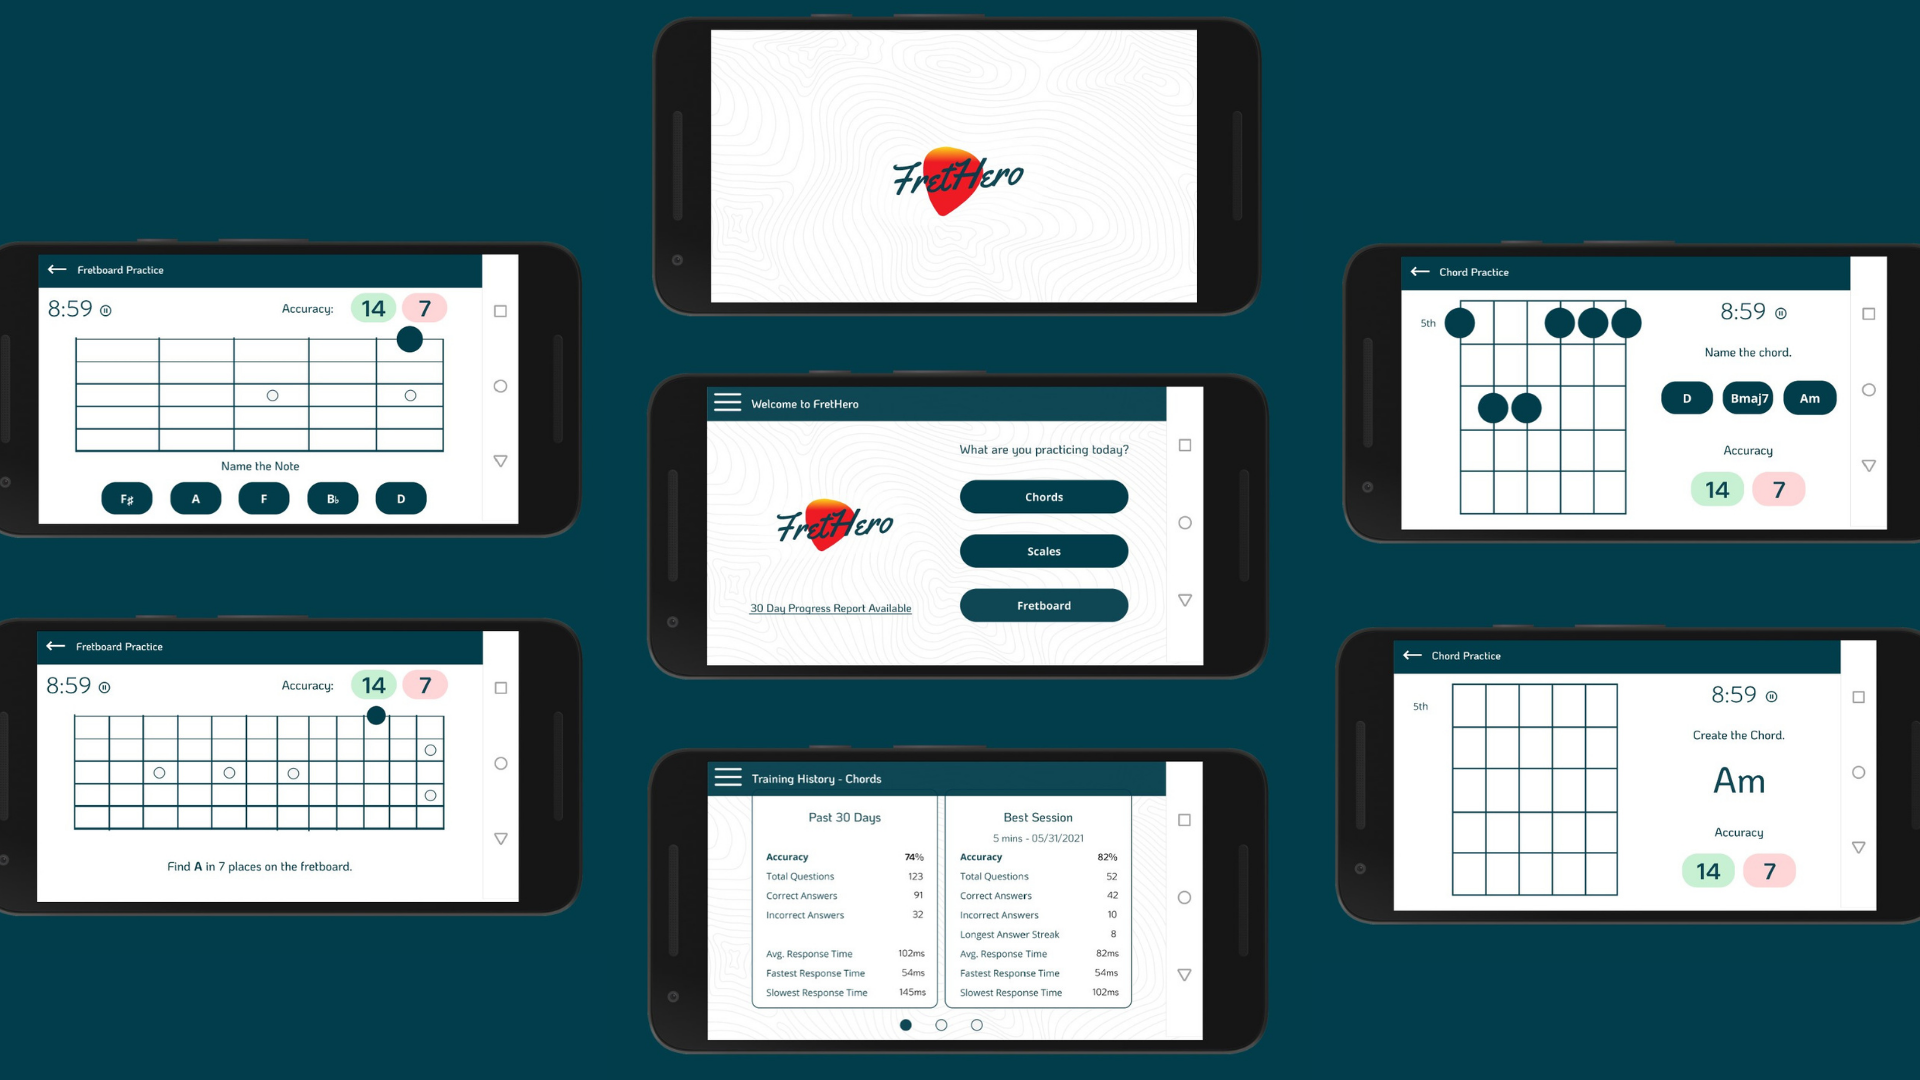 FretHero
Fretboard Practice
8:59
Accuracy: 14 7
Name the Note
F♯ A F B♭ D
Fretboard Practice
8:59
Accuracy: 14 7
Find A in 7 places on the fretboard.
Welcome to FretHero
What are you practicing today?
FretHero
Chords
Scales
Fretboard
30 Day Progress Report Available
Training History - Chords
Past 30 Days
Accuracy 74%
Total Questions 123
Correct Answers 91
Incorrect Answers 32
Avg. Response Time 102ms
Fastest Response Time 54ms
Slowest Response Time 145ms
Best Session
5 mins - 05/31/2021
Accuracy 82%
Total Questions 52
Correct Answers 42
Incorrect Answers 10
Longest Answer Streak 8
Avg. Response Time 82ms
Fastest Response Time 54ms
Slowest Response Time 102ms
Chord Practice
5th
8:59
Name the chord.
D Bmaj7 Am
Accuracy
14 7
Chord Practice
5th
8:59
Create the Chord.
Am
Accuracy
14 7